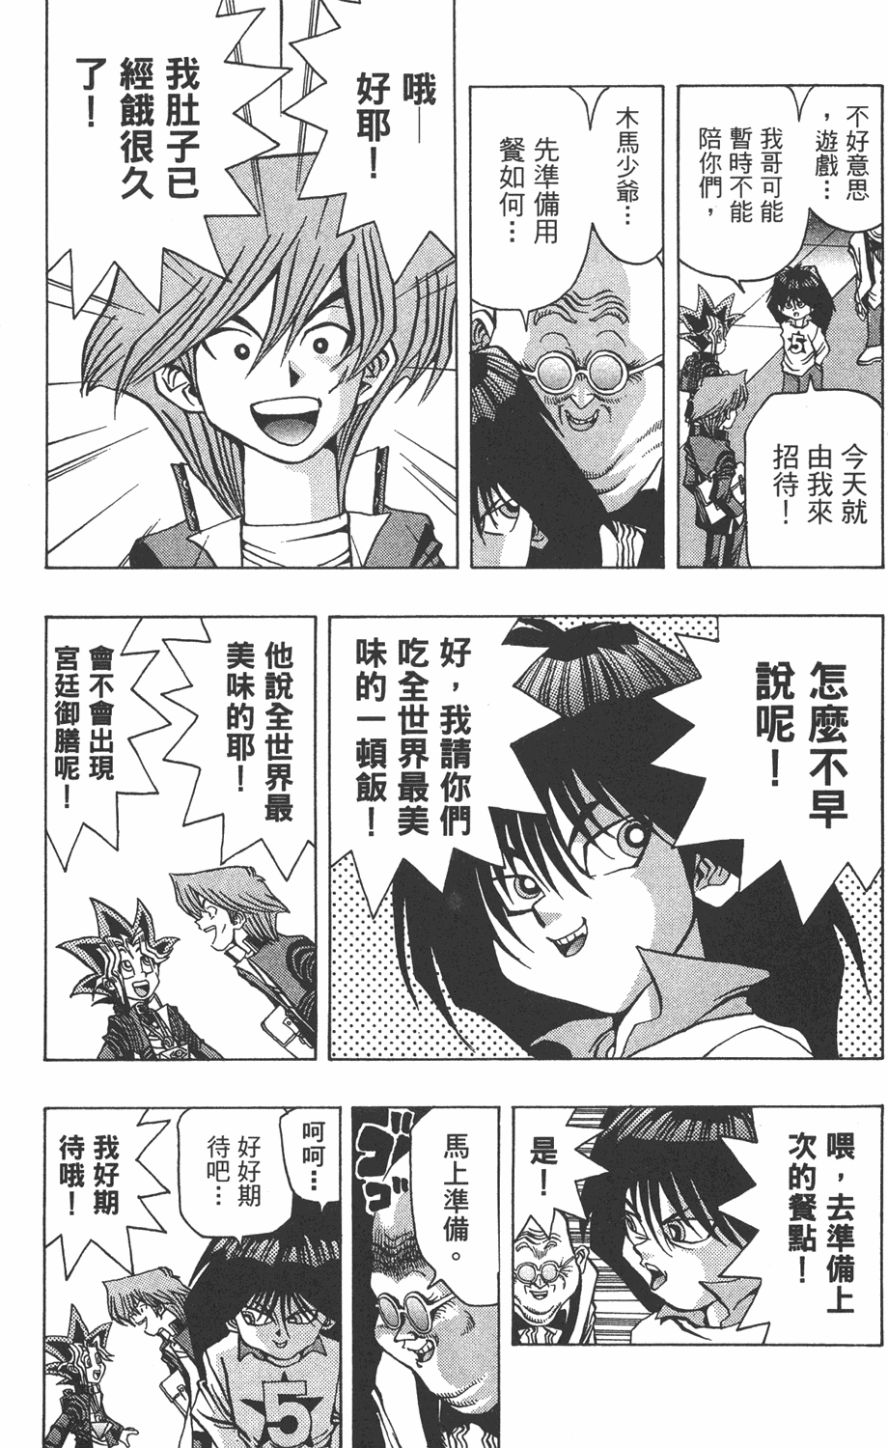 不好意思
，遊戲…
我哥可能
暫時不能
陪你們，
今天就
由我來
招待！
木馬少爺…
先準備用
餐如何…
哦—
好耶！
我肚子已
經餓很久
了！
怎麼不早
說呢！
好，我請你們
吃全世界最美
味的一頓飯！
他說全世界最
美味的耶！
會不會出現
宮廷御膳呢！
喂，去準備上
次的餐點！
是！
馬上準備。
ゴゴ
呵呵…
好好期
待吧…
我好期
待哦！
5
5